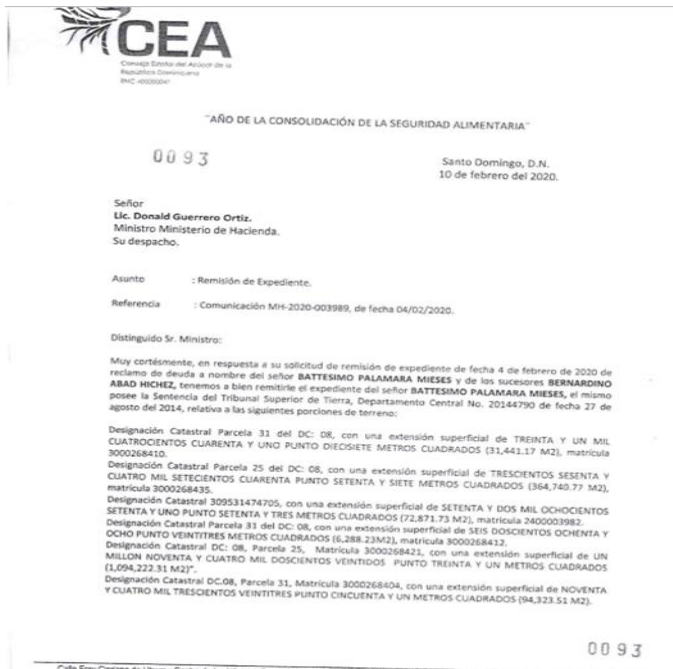 CEA
Consejo Estatal del Azúcar de la
República Dominicana
"AÑO DE LA CONSOLIDACIÓN DE LA SEGURIDAD ALIMENTARIA"
0093
Santo Domingo, D.N.
10 de febrero del 2020.
Señor
Lic. Donald Guerrero Ortiz.
Ministro Ministerio de Hacienda.
Su despacho.
Asunto : Remisión de Expediente.
Referencia : Comunicación MH-2020-003989, de fecha 04/02/2020.
Distinguido Sr. Ministro:
Muy cortésmente, en respuesta a su solicitud de remisión de expediente de fecha 4 de febrero de 2020 de
reclamo de deuda a nombre del señor BATTESIMO PALAMARA MIESES y de los sucesores BERNARDINO
ABAD HICHEZ, tenemos a bien remitirle el expediente del señor BATTESIMO PALAMARA MIESES, el mismo
posee la Sentencia del Tribunal Superior de Tierra, Departamento Central No. 20144790 de fecha 27 de
agosto del 2014, relativa a las siguientes porciones de terreno:
Designación Catastral Parcela 31 del DC: 08, con una extensión superficial de TREINTA Y UN MIL
CUATROCIENTOS CUARENTA Y UNO PUNTO DIECISIETE METROS CUADRADOS (31,441.17 M2), matrícula
3000268410.
Designación Catastral Parcela 25 del DC: 08, con una extensión superficial de TRESCIENTOS SESENTA Y
CUATRO MIL SETECIENTOS CUARENTA PUNTO SETENTA Y SIETE METROS CUADRADOS (364,740.77 M2),
matrícula 3000268435.
Designación Catastral 309531474705, con una extensión superficial de SETENTA Y DOS MIL OCHOCIENTOS
SETENTA Y UNO PUNTO SETENTA Y TRES METROS CUADRADOS (72,871.73 M2), matrícula 2400003982.
Designación Catastral Parcela 31 del DC: 08, con una extensión superficial de SEIS DOSCIENTOS OCHENTA Y
OCHO PUNTO VEINTITRES METROS CUADRADOS (6,288.23M2), matrícula 3000268412.
Designación Catastral DC: 08, Parcela 25, Matrícula 3000268421, con una extensión superficial de UN
MILLON NOVENTA Y CUATRO MIL DOSCIENTOS VEINTIDOS PUNTO TREINTA Y UN METROS CUADRADOS
(1,094,222.31 M2)".
Designación Catastral DC.08, Parcela 31, Matrícula 3000268404, con una extensión superficial de NOVENTA
Y CUATRO MIL TRESCIENTOS VEINTITRES PUNTO CINCUENTA Y UN METROS CUADRADOS (94,323.51 M2).
0093